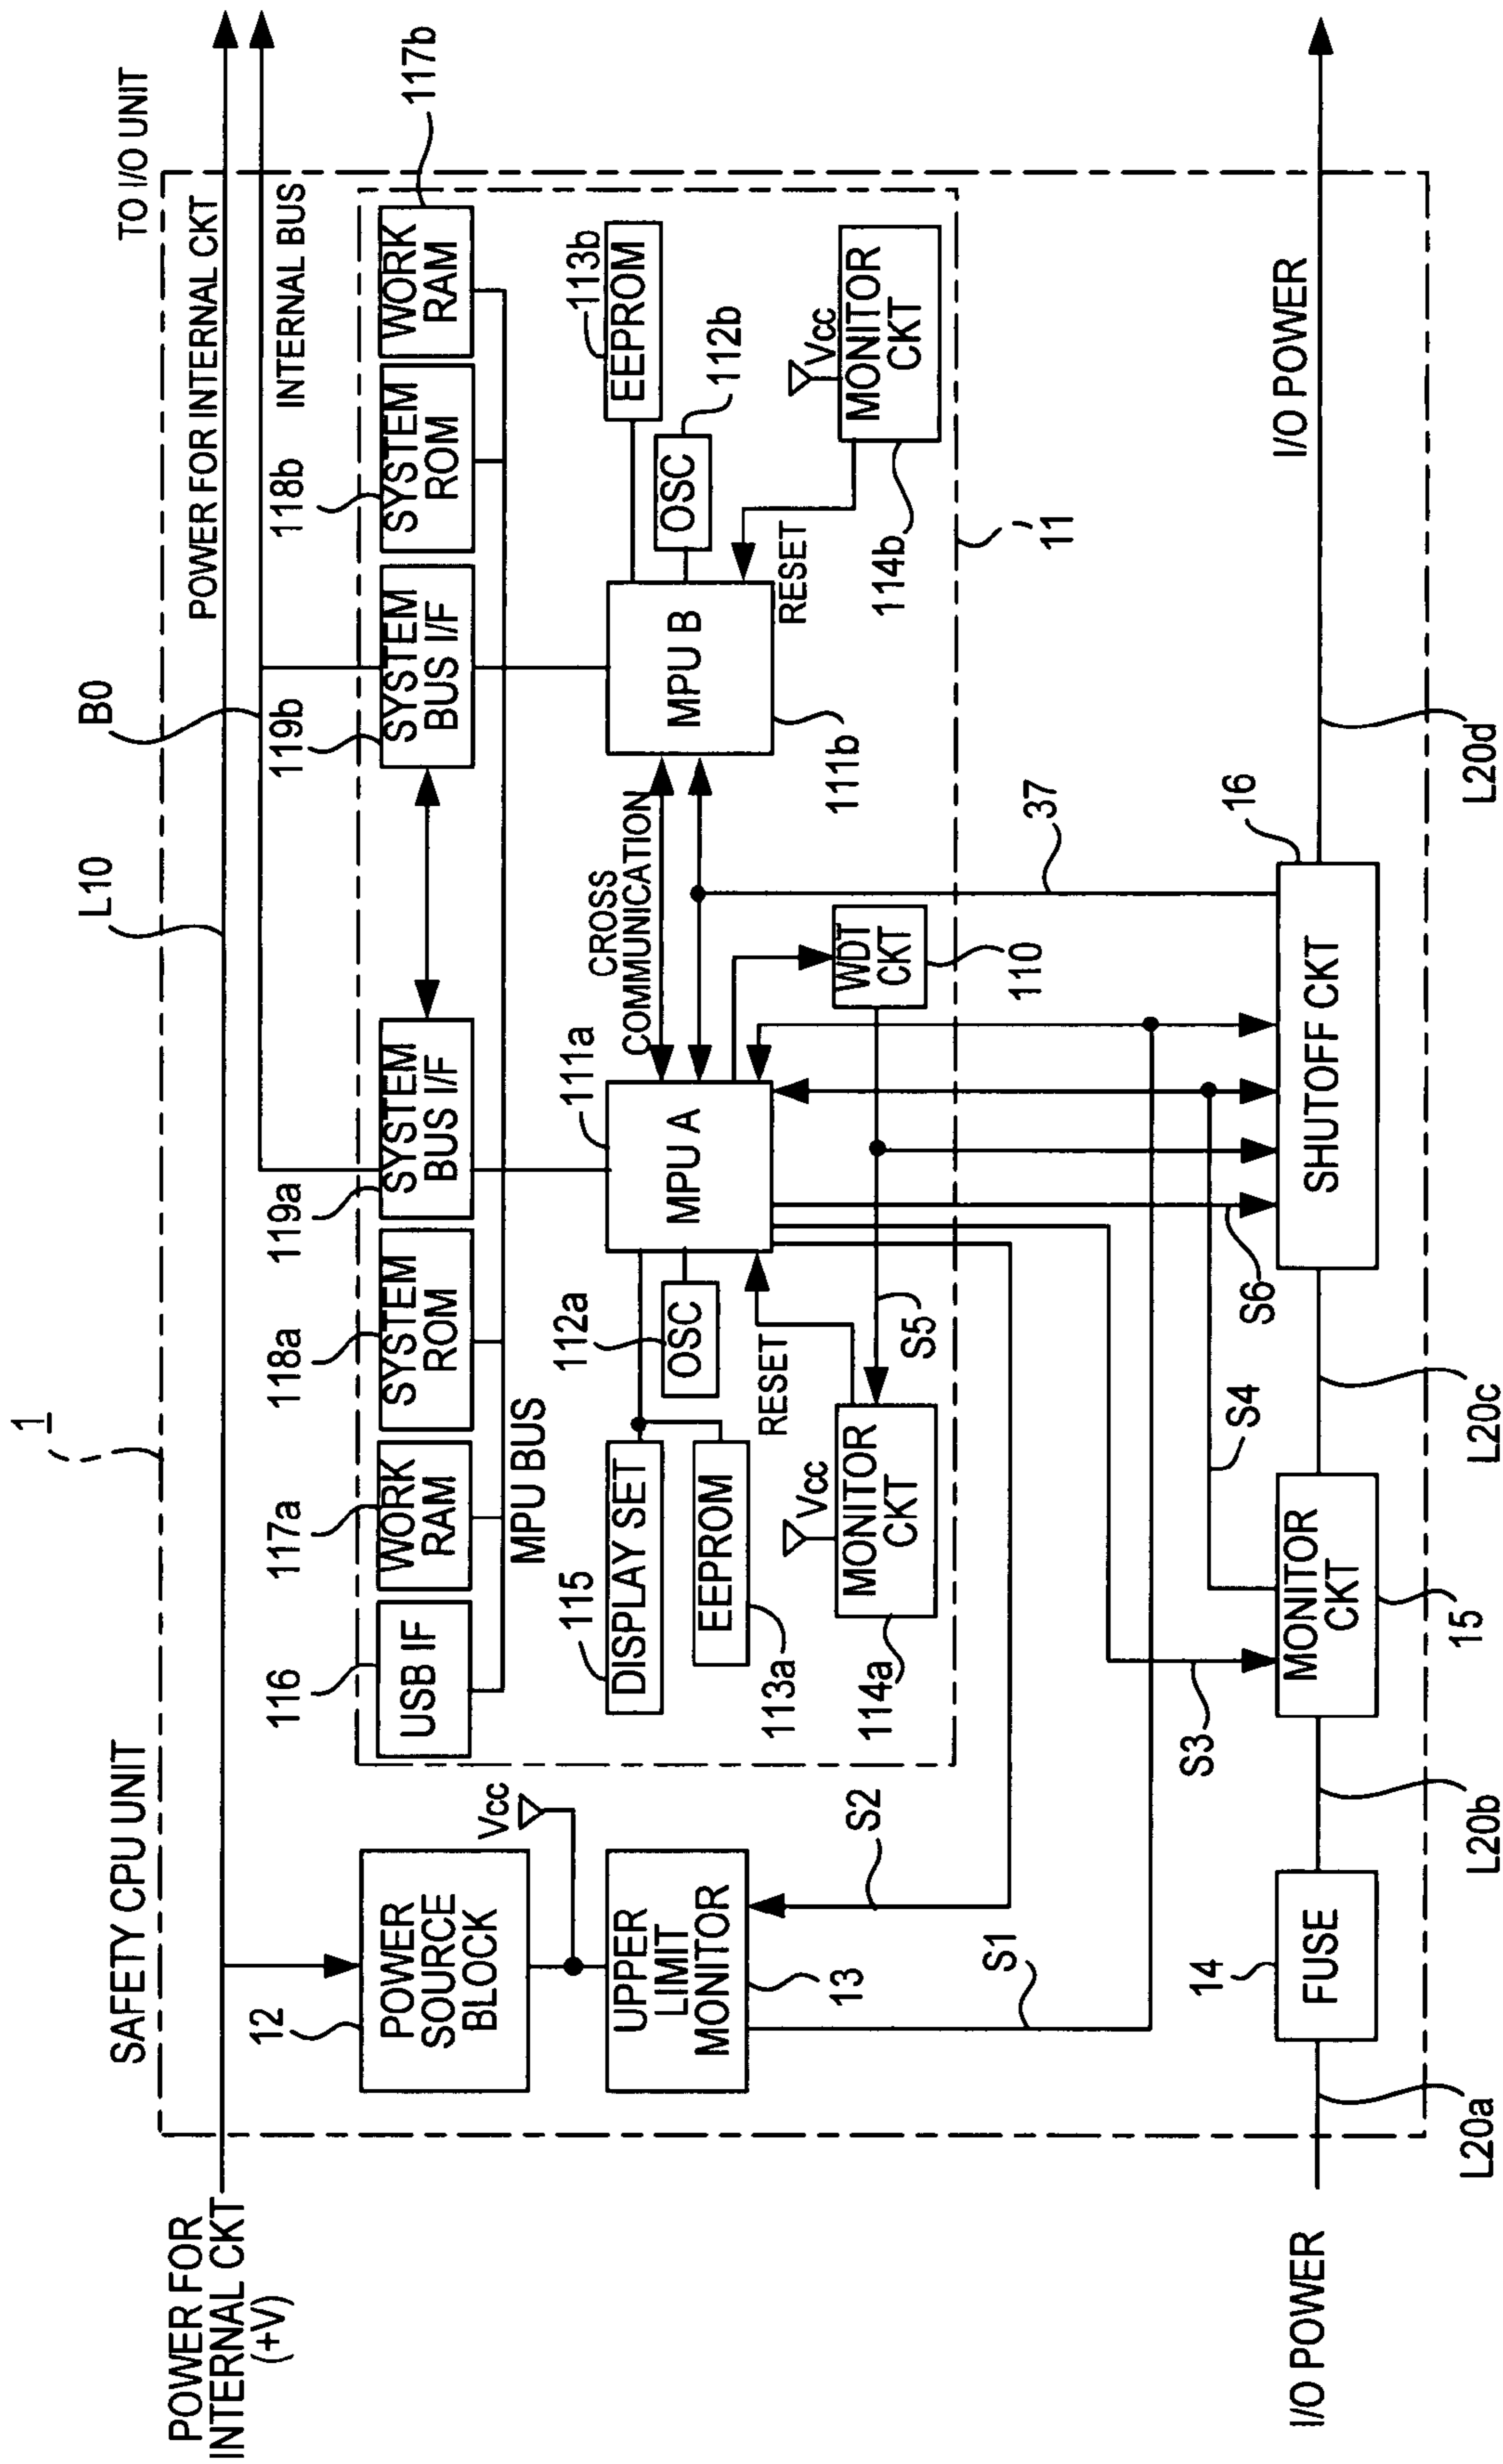 1
SAFETY CPU UNIT
L10
B0
TO I/O UNIT
POWER FOR
INTERNAL CKT
(+V)
POWER FOR INTERNAL CKT
INTERNAL BUS
12
POWER
SOURCE
BLOCK
Vcc
UPPER
LIMIT
MONITOR
13
116
USB IF
117a
WORK
RAM
118a
SYSTEM
ROM
119a
SYSTEM
BUS I/F
119b
SYSTEM
BUS I/F
118b
SYSTEM
ROM
WORK
RAM
117b
MPU BUS
115
DISPLAY SET
EEPROM
113a
112a
OSC
111a
MPU A
CROSS
COMMUNICATION
MPU B
111b
113b
EEPROM
OSC
112b
RESET
Vcc
MONITOR
CKT
114a
S5
WDT
CKT
110
RESET
Vcc
MONITOR
CKT
114b
11
S2
S1
S3
S4
S6
37
I/O POWER
L20a
14
FUSE
L20b
MONITOR
CKT
15
L20c
SHUTOFF CKT
16
L20d
I/O POWER